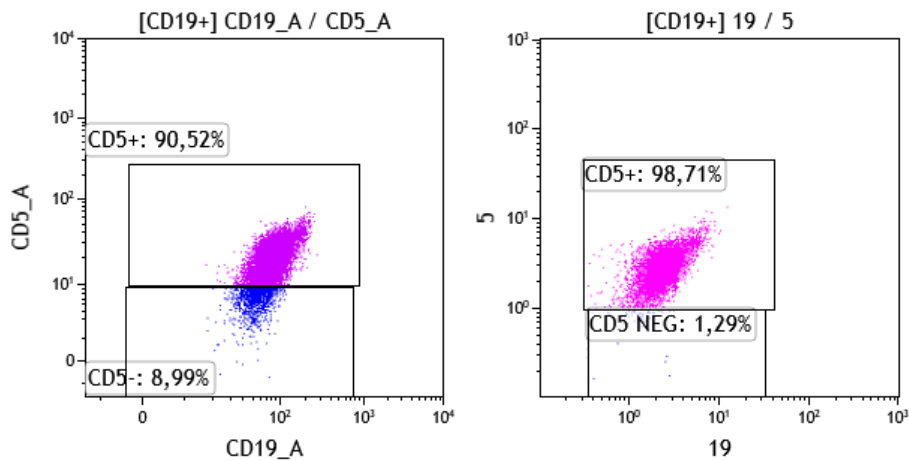 [CD19+] CD19_A / CD5_A
10⁴
10³
10²
10¹
0
CD5_A
CD5+: 90,52%
CD5-: 8,99%
0
10²
10³
10⁴
CD19_A
[CD19+] 19 / 5
10³
10²
10¹
10⁰
5
CD5+: 98,71%
CD5 NEG: 1,29%
10⁰
10¹
10²
10³
19